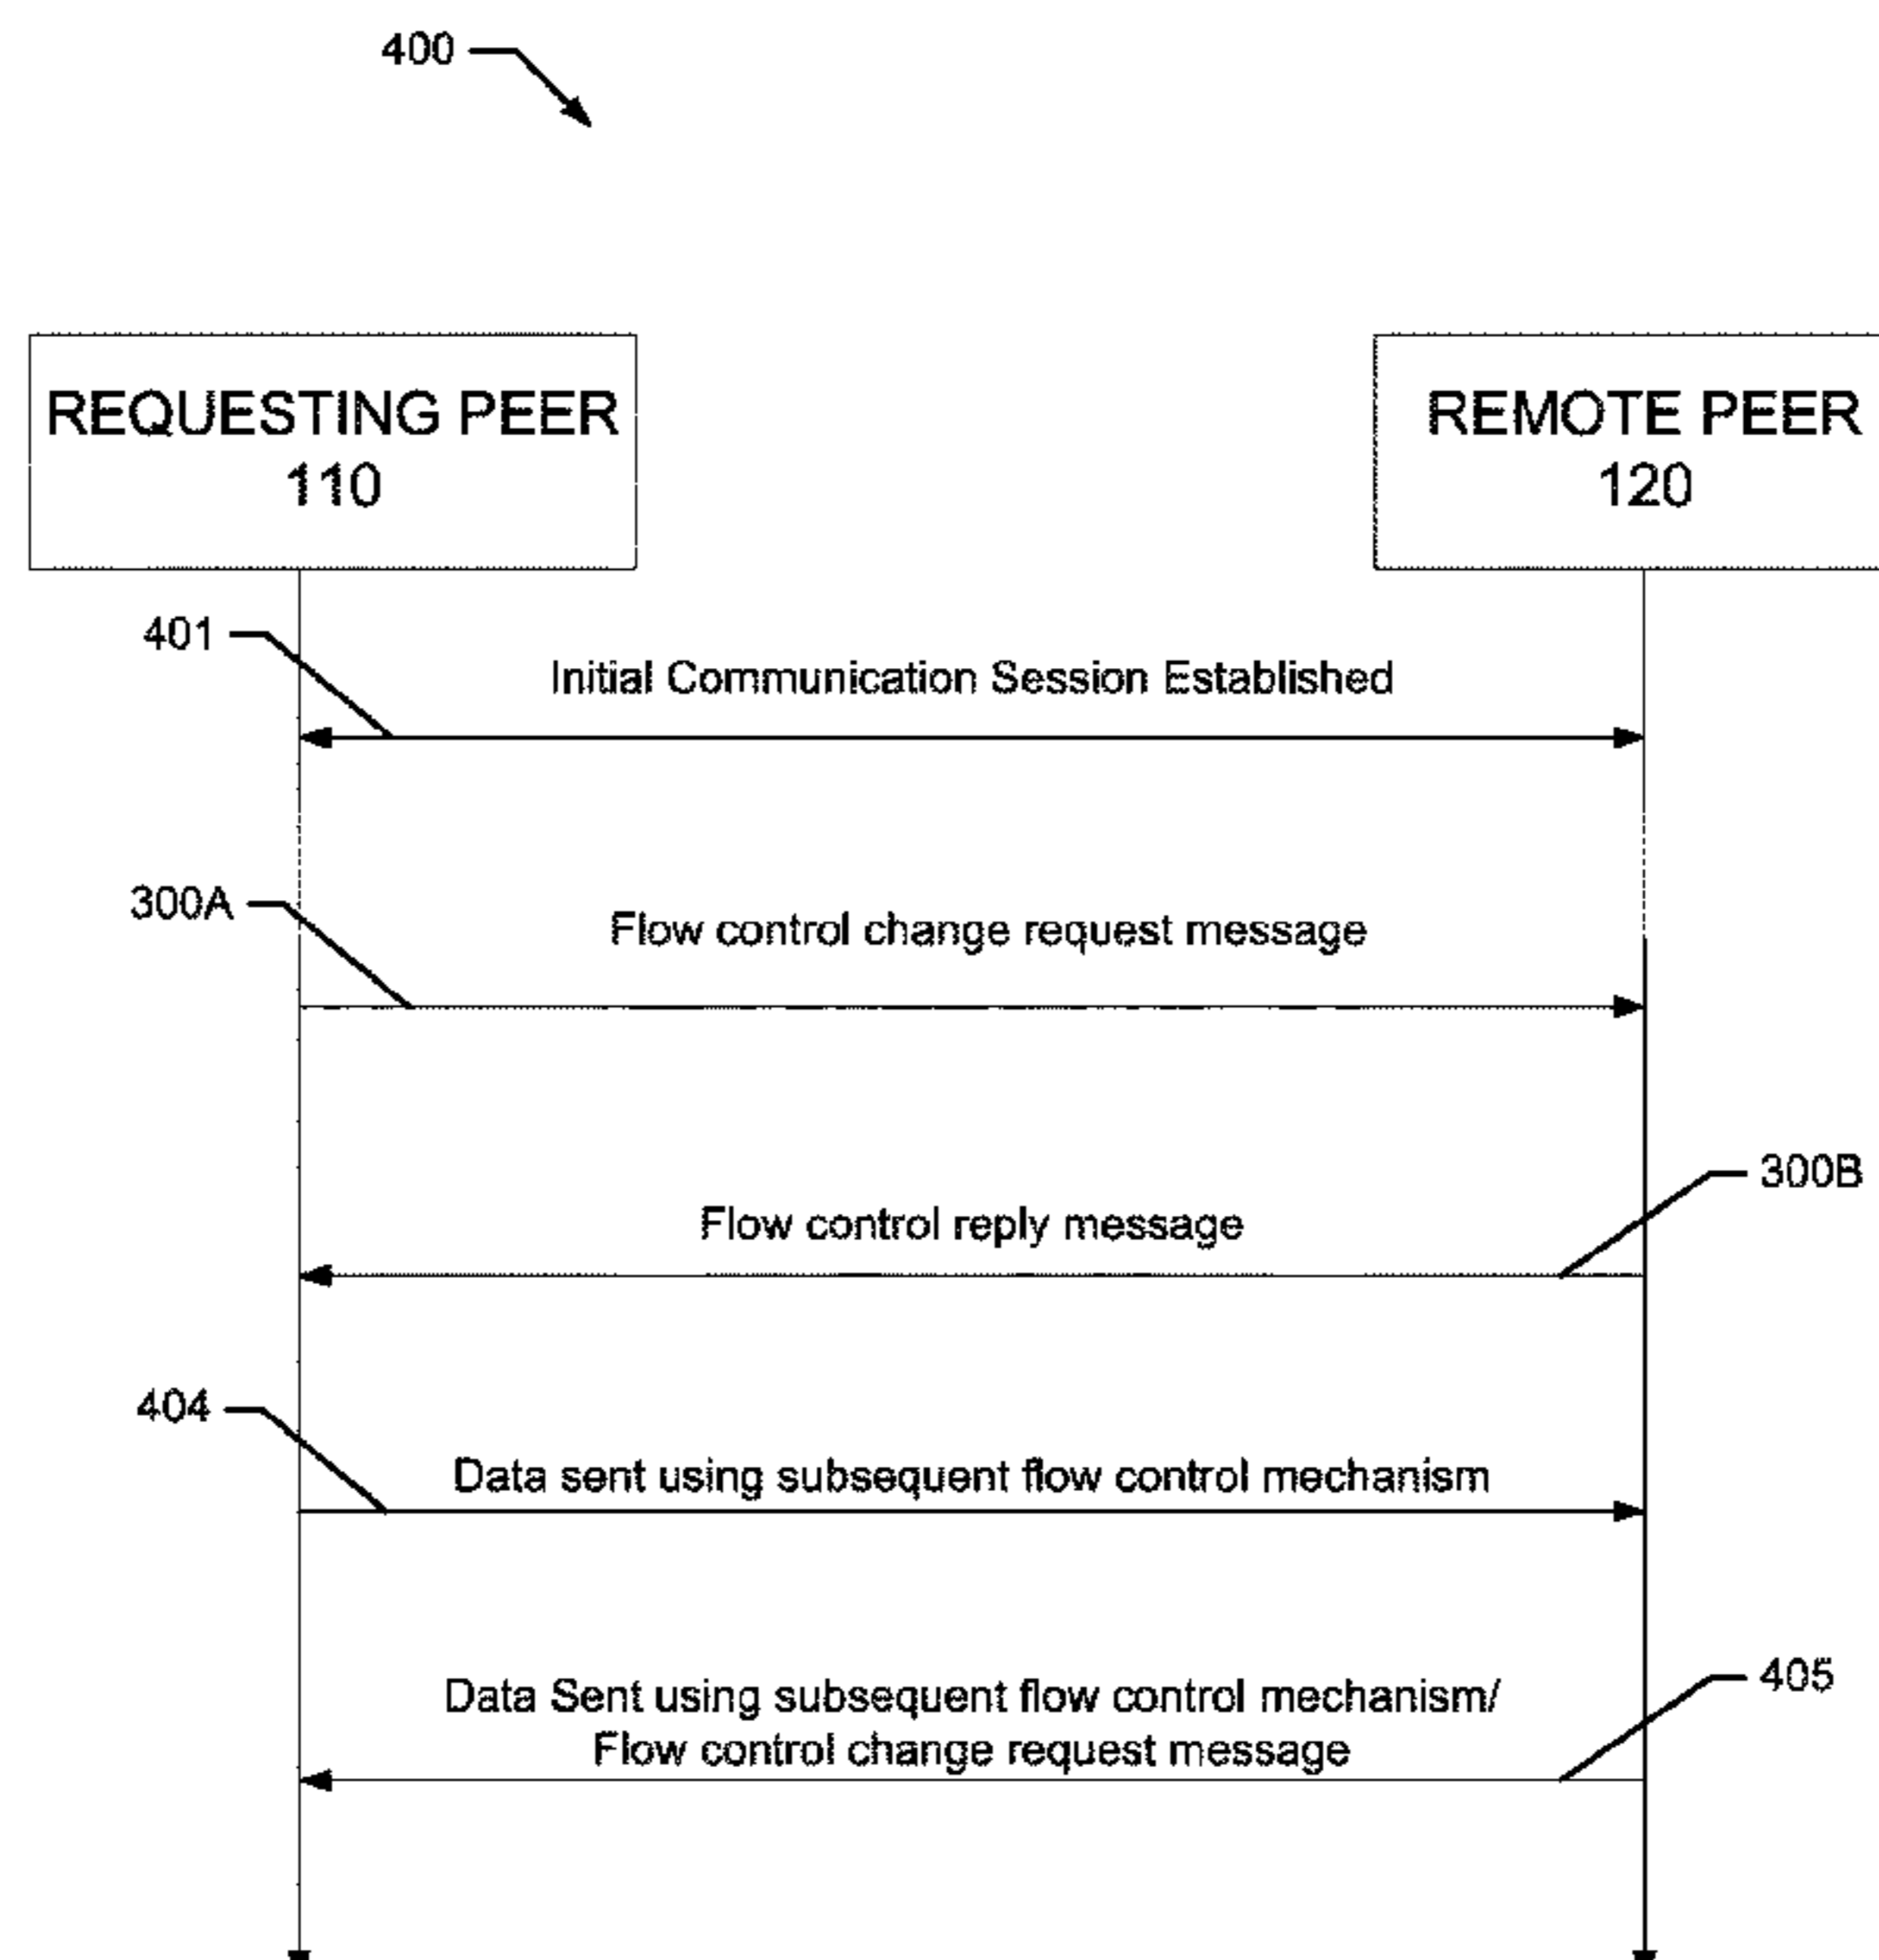 400
REQUESTING PEER
110
REMOTE PEER
120
401
Initial Communication Session Established
300A
Flow control change request message
300B
Flow control reply message
404
Data sent using subsequent flow control mechanism
405
Data Sent using subsequent flow control mechanism/
Flow control change request message